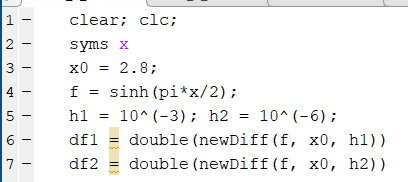 1 - clear; clc;
2 - syms x
3 - x0 = 2.8;
4 - f = sinh(pi*x/2);
5 - h1 = 10^(-3); h2 = 10^(-6);
6 - df1 = double(newDiff(f, x0, h1))
7 - df2 = double(newDiff(f, x0, h2))